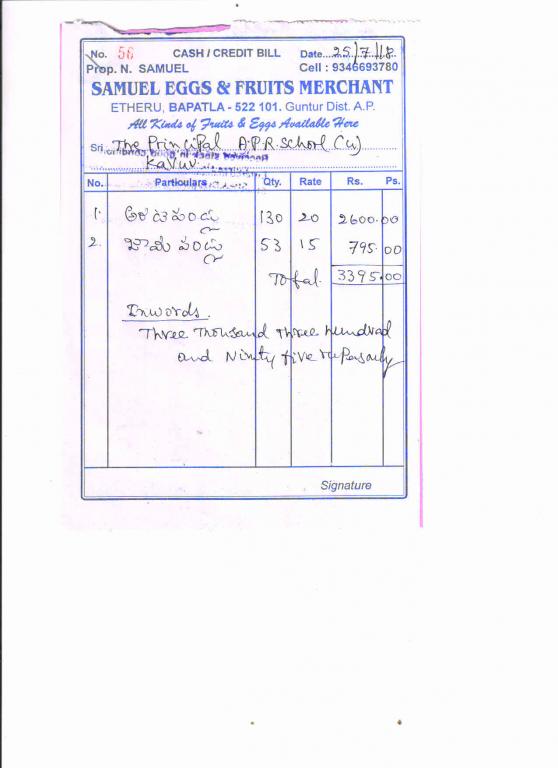 No. 56 CASH / CREDIT BILL Date...25/7/18
Prop. N. SAMUEL Cell : 9346693780
SAMUEL EGGS & FRUITS MERCHANT
ETHERU, BAPATLA - 522 101. Guntur Dist. A.P.
All Kinds of Fruits & Eggs Available Here
Sri The Principal A.P.R. School (u)
Kavur
No. Particulars Qty. Rate Rs. Ps.
1. అరటిపండ్లు 130 20 2600.00
2. జామ పండ్లు 53 15 795.00
Total. 3395.00
Inwords.
Three Thousand Three hundrad
and Ninty five
Signature